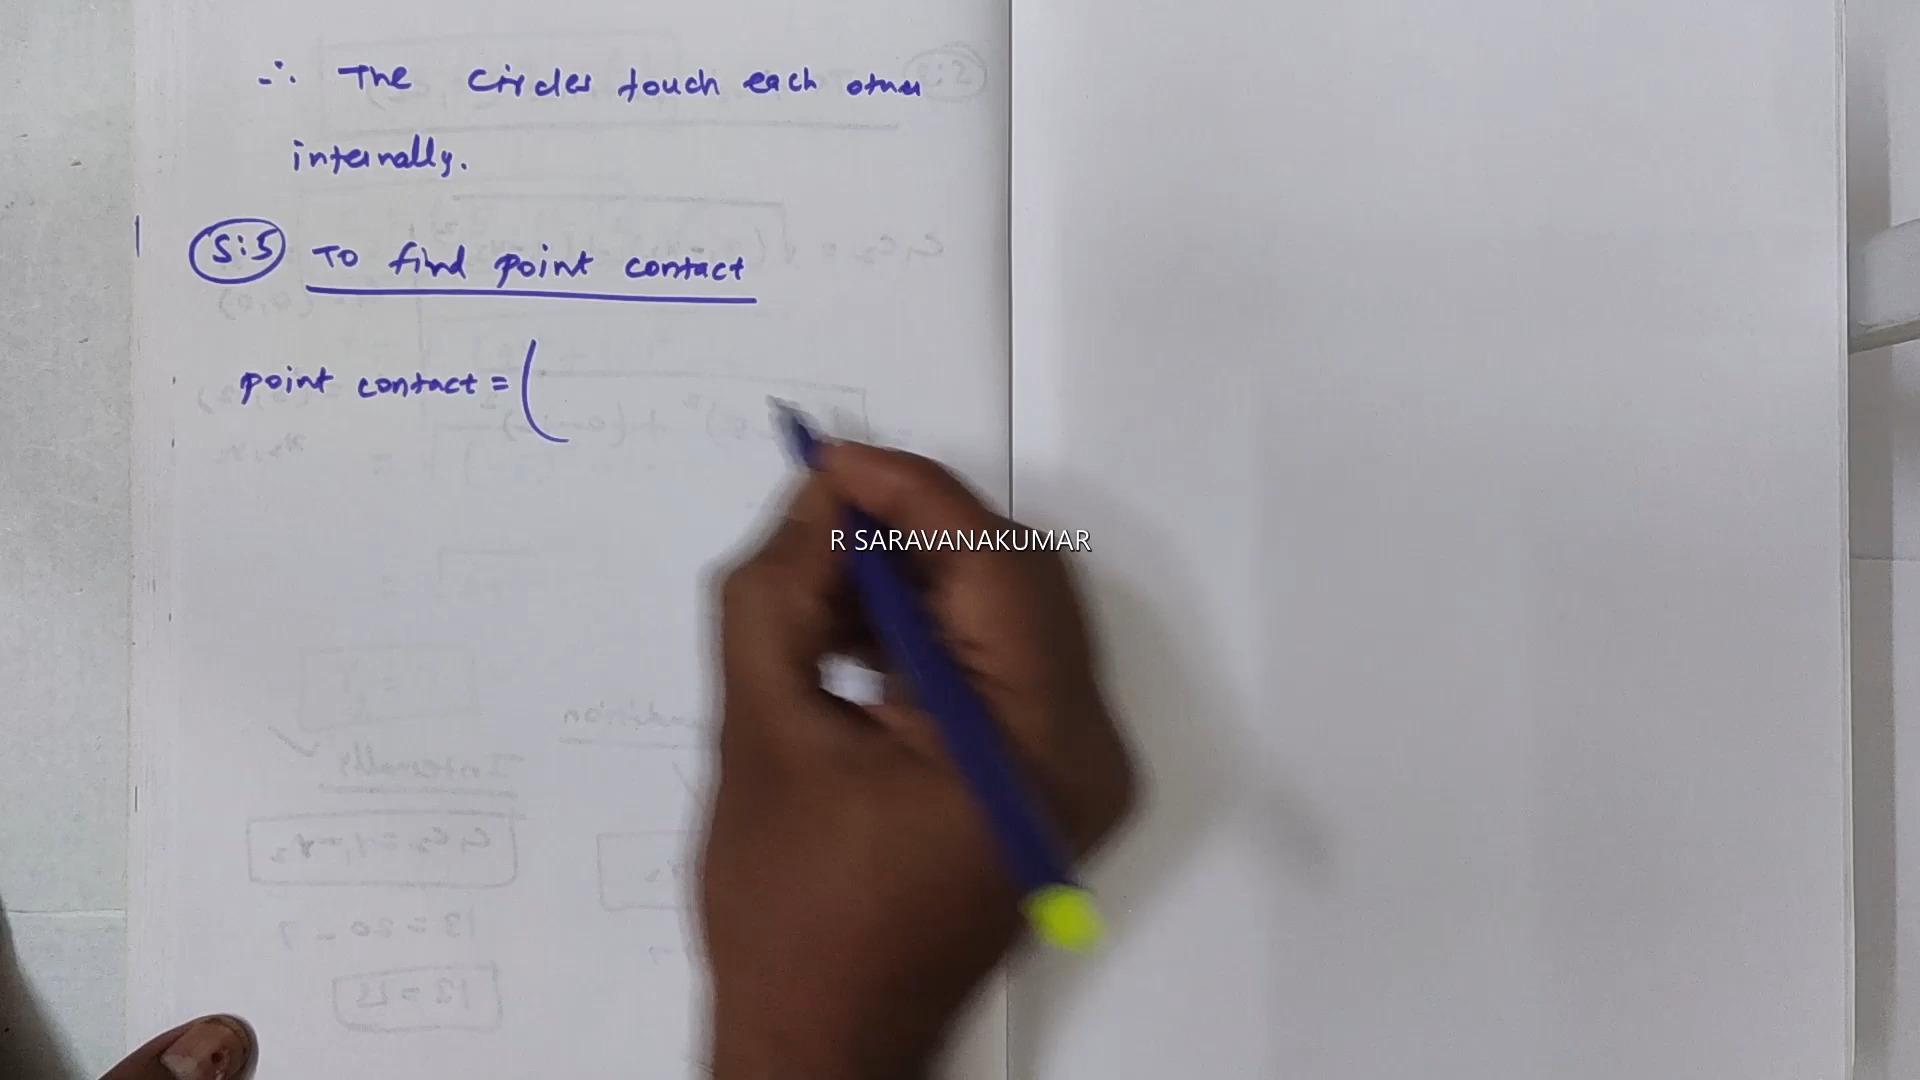 ∴ The circles touch each other
internally.
S:5 To find point contact
point contact = (
R SARAVANAKUMAR